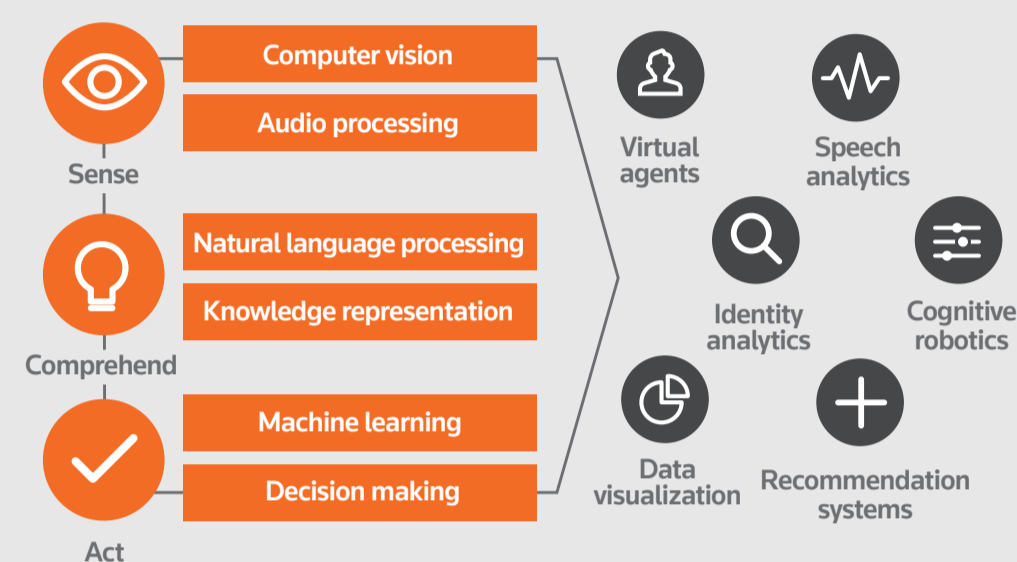 Computer vision
Audio processing
Sense
Natural language processing
Knowledge representation
Comprehend
Machine learning
Decision making
Act
Virtual
agents
Speech
analytics
Identity
analytics
Cognitive
robotics
Data
visualization
Recommendation
systems